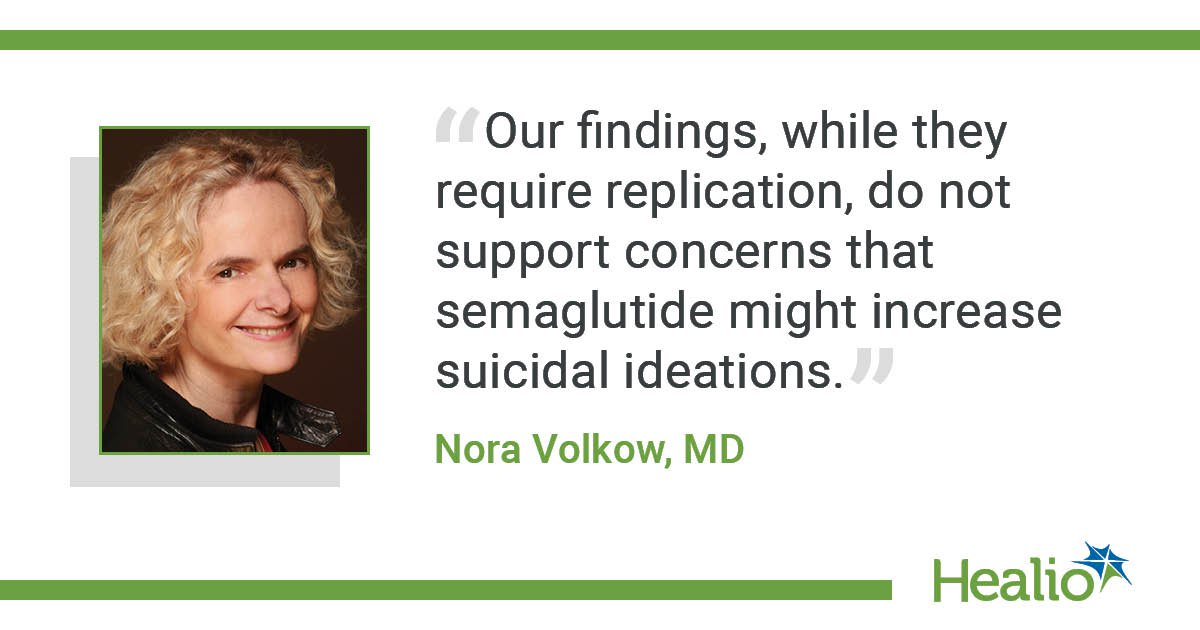 “Our findings, while they
require replication, do not
support concerns that
semaglutide might increase
suicidal ideations.”
Nora Volkow, MD
Healio